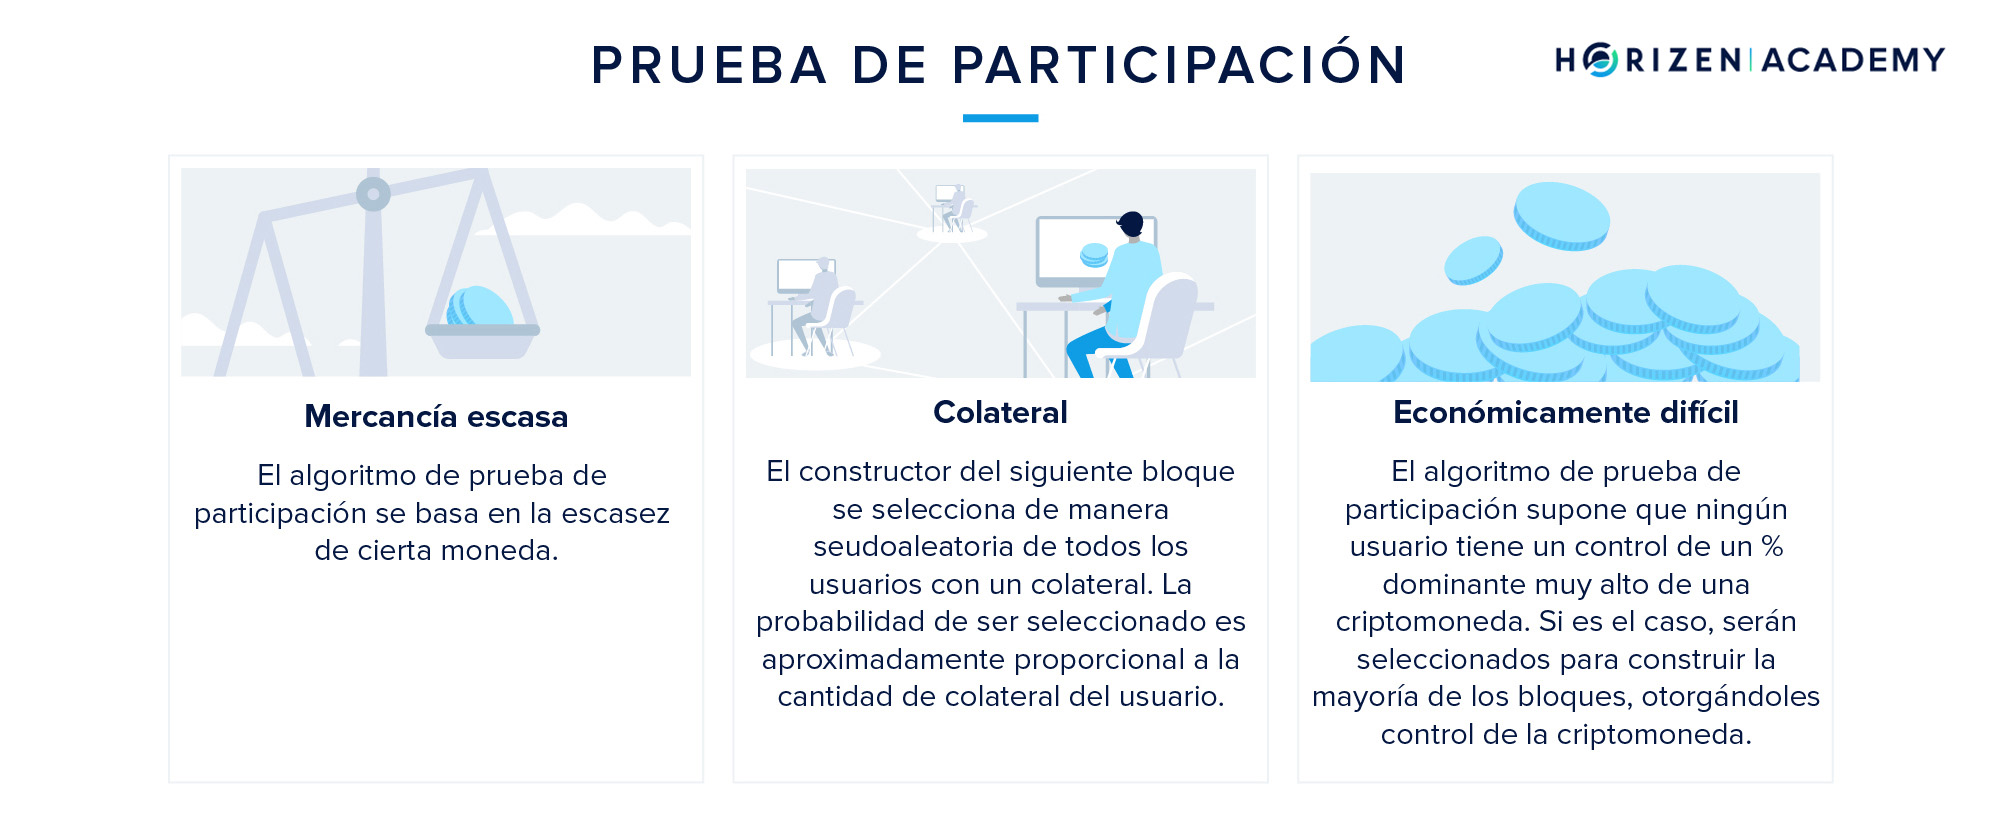 PRUEBA DE PARTICIPACIÓN
HORIZEN | ACADEMY
Mercancía escasa
El algoritmo de prueba de
participación se basa en la escasez
de cierta moneda.
Colateral
El constructor del siguiente bloque
se selecciona de manera
seudoaleatoria de todos los
usuarios con un colateral. La
probabilidad de ser seleccionado es
aproximadamente proporcional a la
cantidad de colateral del usuario.
Económicamente difícil
El algoritmo de prueba de
participación supone que ningún
usuario tiene un control de un %
dominante muy alto de una
criptomoneda. Si es el caso, serán
seleccionados para construir la
mayoría de los bloques, otorgándoles
control de la criptomoneda.